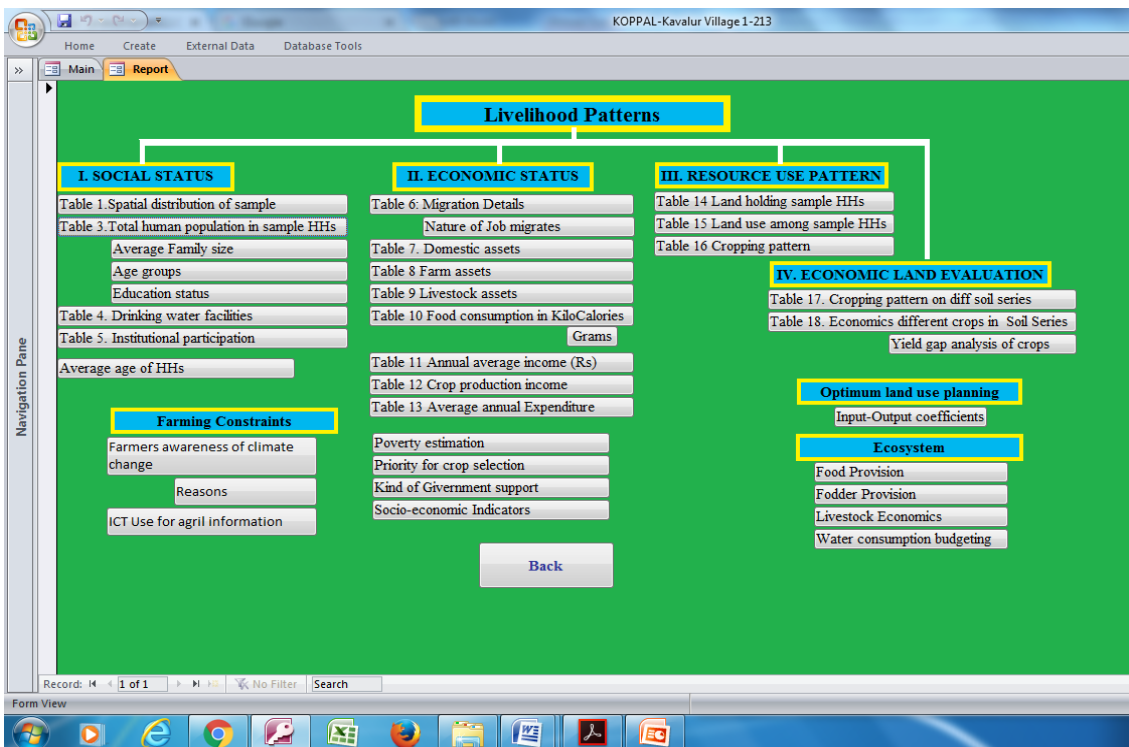 KOPPAL-Kavalur Village 1-213
Home Create External Data Database Tools
Main Report
Navigation Pane
Livelihood Patterns
I. SOCIAL STATUS
Table 1.Spatial distribution of sample
Table 3.Total human population in sample HHs
Average Family size
Age groups
Education status
Table 4. Drinking water facilities
Table 5. Institutional participation
Average age of HHs
Farming Constraints
Farmers awareness of climate
change
Reasons
ICT Use for agril information
II. ECONOMIC STATUS
Table 6: Migration Details
Nature of Job migrates
Table 7. Domestic assets
Table 8 Farm assets
Table 9 Livestock assets
Table 10 Food consumption in KiloCalories
Grams
Table 11 Annual average income (Rs)
Table 12 Crop production income
Table 13 Average annual Expenditure
Poverty estimation
Priority for crop selection
Kind of Givernment support
Socio-economic Indicators
Back
III. RESOURCE USE PATTERN
Table 14 Land holding sample HHs
Table 15 Land use among sample HHs
Table 16 Cropping pattern
IV. ECONOMIC LAND EVALUATION
Table 17. Cropping pattern on diff soil series
Table 18. Economics different crops in Soil Series
Yield gap analysis of crops
Optimum land use planning
Input-Output coefficients
Ecosystem
Food Provision
Fodder Provision
Livestock Economics
Water consumption budgeting
Record: 1 of 1 No Filter Search
Form View